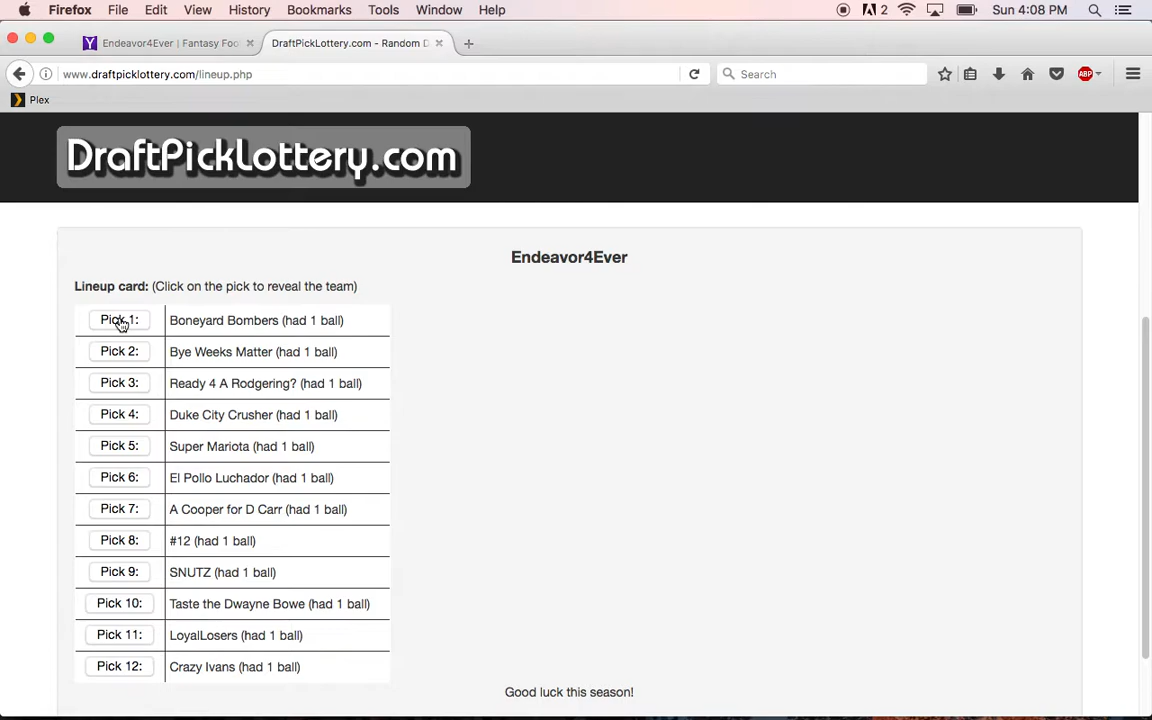 Firefox File Edit View History Bookmarks Tools Window Help 2 Sun 4:08 PM
Endeavor4Ever | Fantasy Foo × DraftPickLottery.com - Random D × +
www.draftpicklottery.com/lineup.php Search ABP
Plex
DraftPickLottery.com
Endeavor4Ever
Lineup card: (Click on the pick to reveal the team)
Pick 1: Boneyard Bombers (had 1 ball)
Pick 2: Bye Weeks Matter (had 1 ball)
Pick 3: Ready 4 A Rodgering? (had 1 ball)
Pick 4: Duke City Crusher (had 1 ball)
Pick 5: Super Mariota (had 1 ball)
Pick 6: El Pollo Luchador (had 1 ball)
Pick 7: A Cooper for D Carr (had 1 ball)
Pick 8: #12 (had 1 ball)
Pick 9: SNUTZ (had 1 ball)
Pick 10: Taste the Dwayne Bowe (had 1 ball)
Pick 11: LoyalLosers (had 1 ball)
Pick 12: Crazy Ivans (had 1 ball)
Good luck this season!